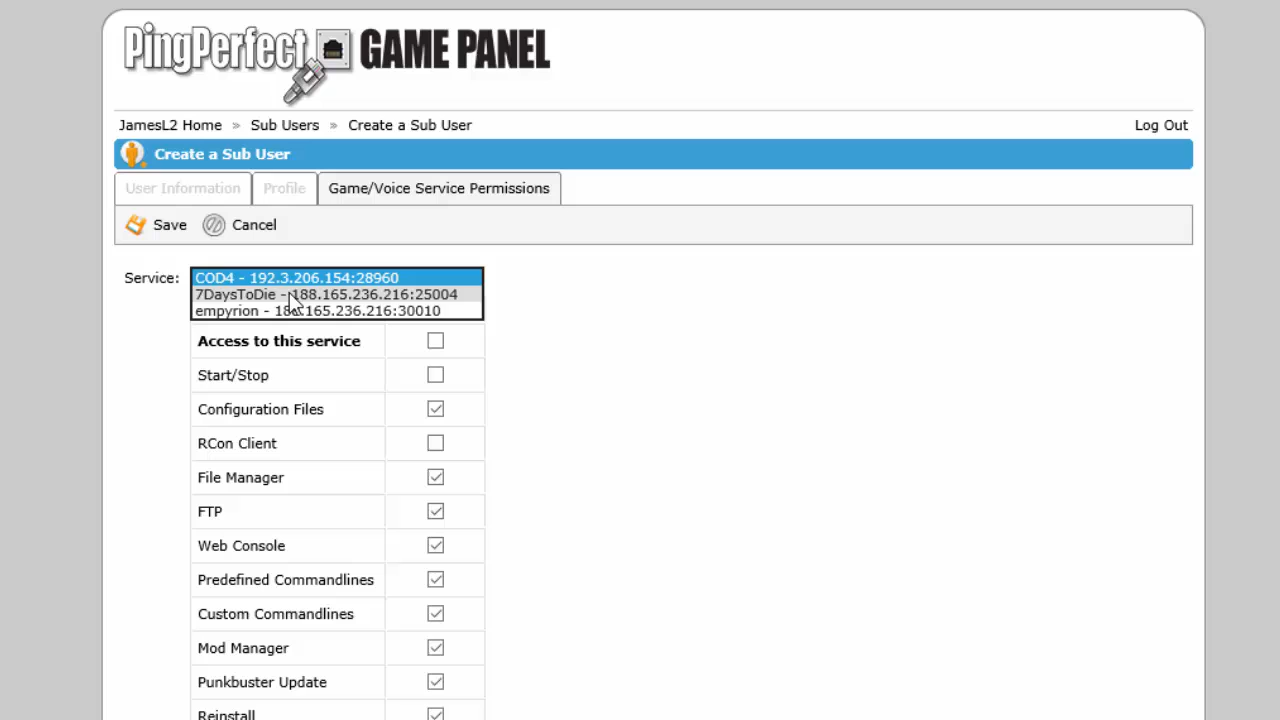 PingPerfect GAME PANEL
JamesL2 Home » Sub Users » Create a Sub User Log Out
Create a Sub User
User Information Profile Game/Voice Service Permissions
Save Cancel
Service: COD4 - 192.3.206.154:28960
7DaysToDie - 188.165.236.216:25004
empyrion - 188.165.236.216:30010
Access to this service
Start/Stop
Configuration Files
RCon Client
File Manager
FTP
Web Console
Predefined Commandlines
Custom Commandlines
Mod Manager
Punkbuster Update
Reinstall